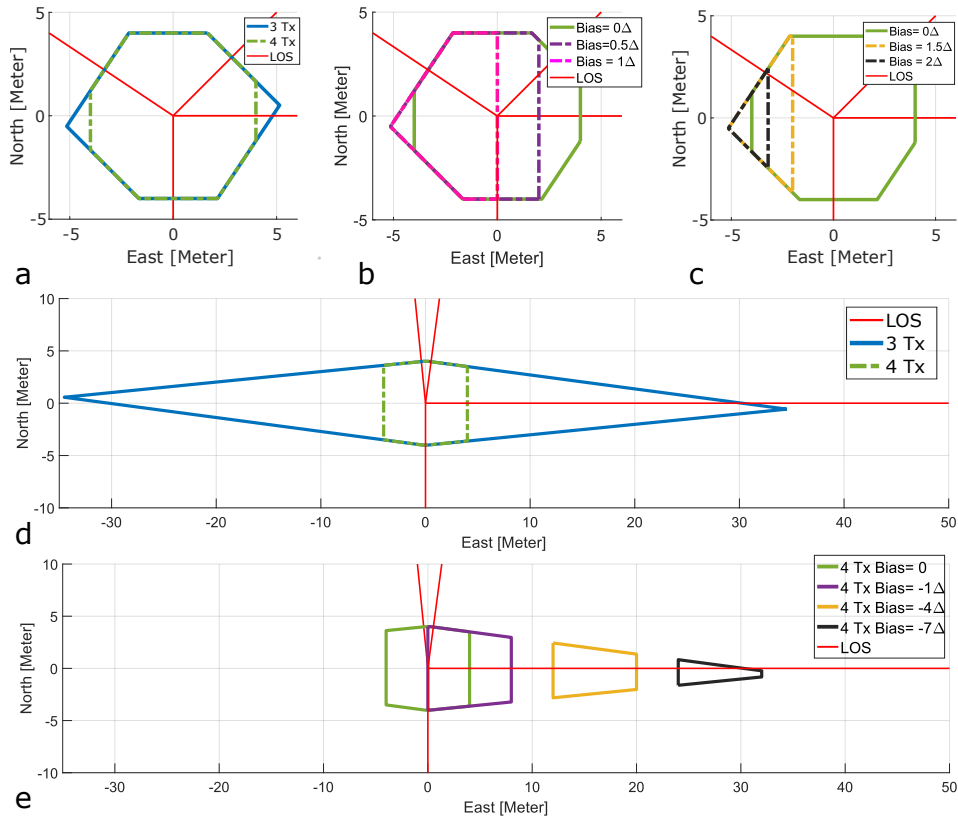 3 Tx
4 Tx
LOS
North [Meter]
5
0
-5
-5
0
5
East [Meter]
a
Bias= 0Δ
Bias=0.5Δ
Bias = 1Δ
LOS
North [Meter]
5
0
-5
-5
0
5
East [Meter]
b
Bias= 0Δ
Bias = 1.5Δ
Bias = 2Δ
LOS
North [Meter]
5
0
-5
-5
0
5
East [Meter]
c
LOS
3 Tx
4 Tx
North [Meter]
10
5
0
-5
-10
-30
-20
-10
0
10
20
30
40
50
East [Meter]
d
4 Tx Bias= 0
4 Tx Bias= -1Δ
4 Tx Bias= -4Δ
4 Tx Bias= -7Δ
LOS
North [Meter]
10
5
0
-5
-10
-30
-20
-10
0
10
20
30
40
50
East [Meter]
e